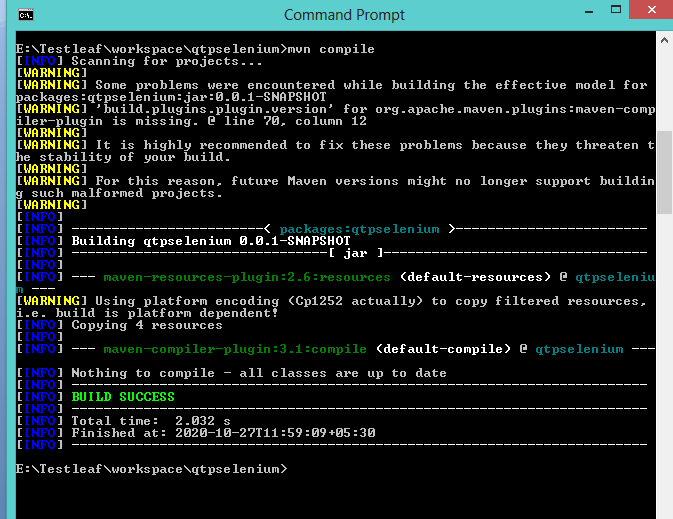 Command Prompt
E:\Testleaf\workspace\qtpselenium>mvn compile
[INFO] Scanning for projects...
[WARNING]
[WARNING] Some problems were encountered while building the effective model for
packages:qtpselenium:jar:0.0.1-SNAPSHOT
[WARNING] 'build.plugins.plugin.version' for org.apache.maven.plugins:maven-comp
iler-plugin is missing. @ line 70, column 12
[WARNING]
[WARNING] It is highly recommended to fix these problems because they threaten t
he stability of your build.
[WARNING]
[WARNING] For this reason, future Maven versions might no longer support buildin
g such malformed projects.
[WARNING]
[INFO]
[INFO] ------------------------< packages:qtpselenium >------------------------
[INFO] Building qtpselenium 0.0.1-SNAPSHOT
[INFO] --------------------------------[ jar ]---------------------------------
[INFO]
[INFO] --- maven-resources-plugin:2.6:resources (default-resources) @ qtpseleniu
m ---
[WARNING] Using platform encoding (Cp1252 actually) to copy filtered resources,
i.e. build is platform dependent!
[INFO] Copying 4 resources
[INFO]
[INFO] --- maven-compiler-plugin:3.1:compile (default-compile) @ qtpselenium ---
[INFO] Nothing to compile - all classes are up to date
[INFO] ------------------------------------------------------------------------
[INFO] BUILD SUCCESS
[INFO] ------------------------------------------------------------------------
[INFO] Total time:  2.032 s
[INFO] Finished at: 2020-10-27T11:59:09+05:30
[INFO] ------------------------------------------------------------------------
E:\Testleaf\workspace\qtpselenium>